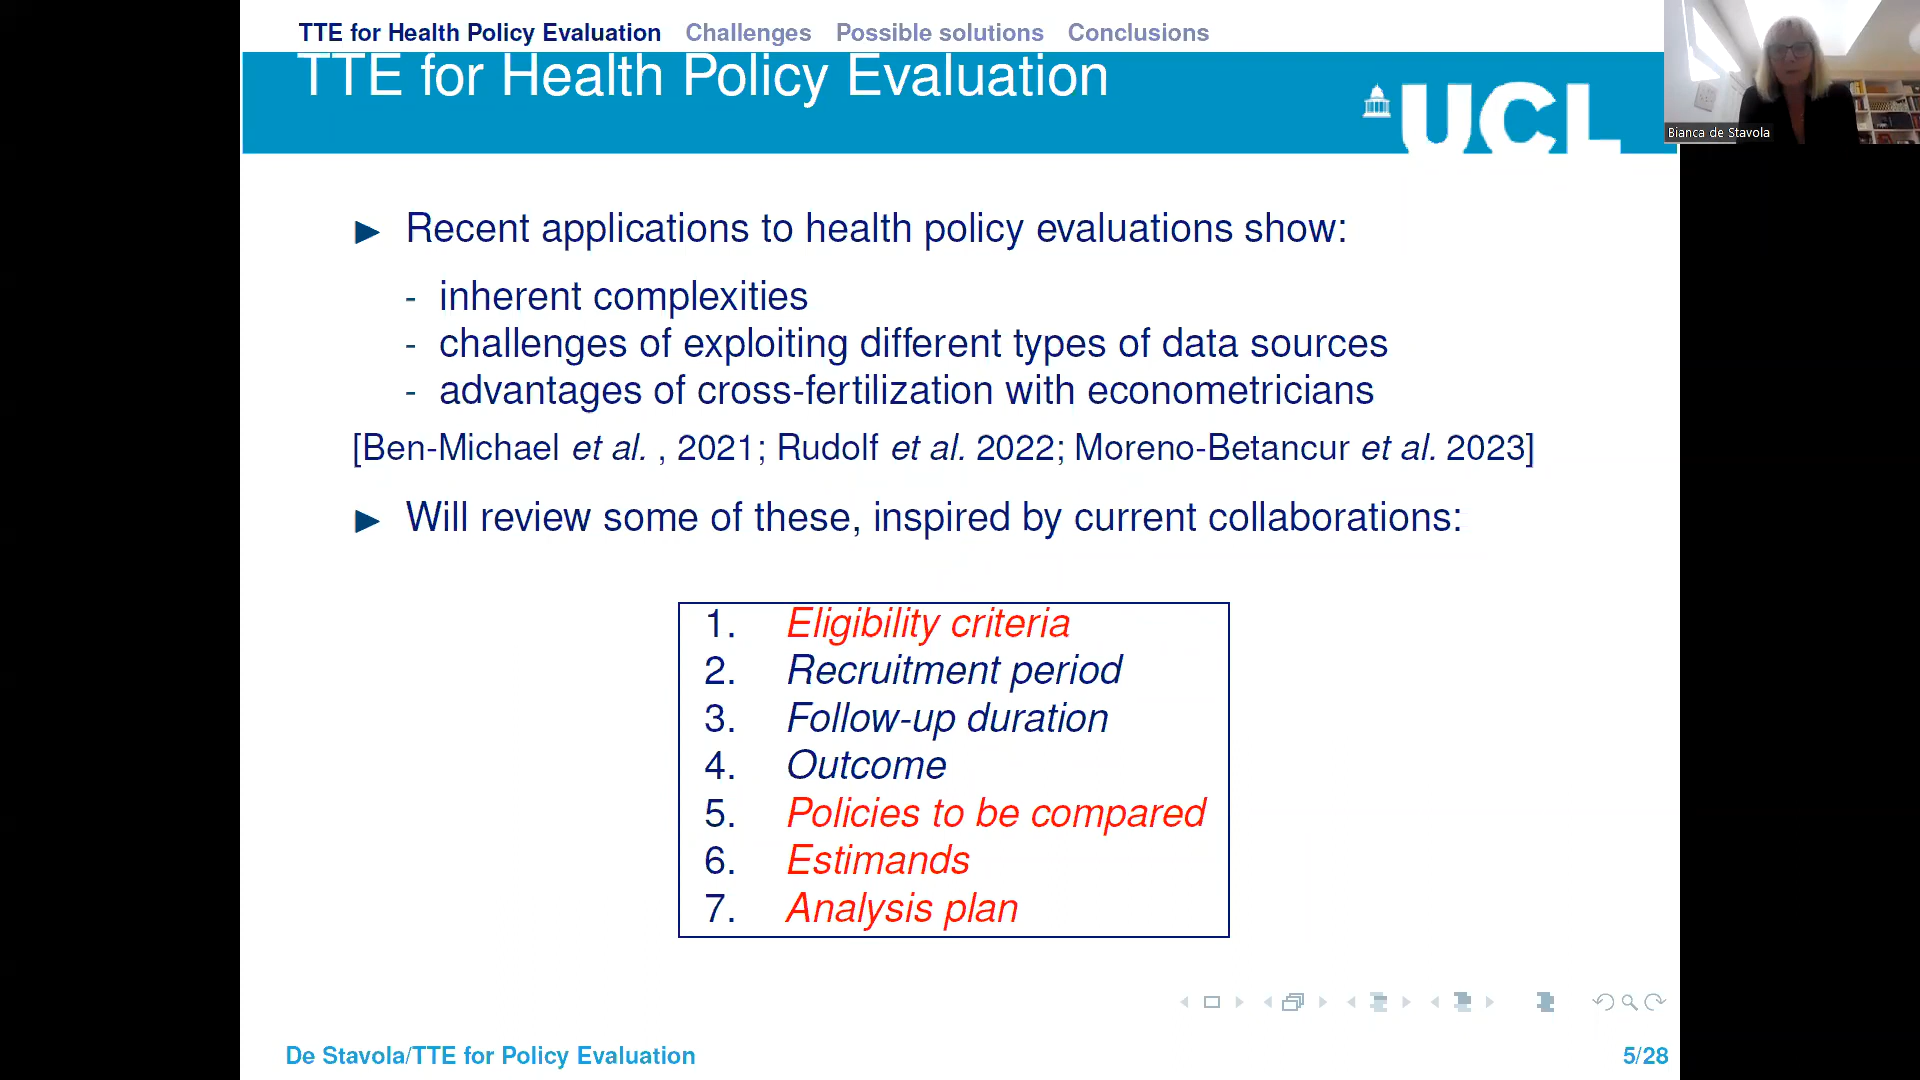 TTE for Health Policy Evaluation Challenges Possible solutions Conclusions
TTE for Health Policy Evaluation
UCL
Bianca de Stavola
► Recent applications to health policy evaluations show:
- inherent complexities
- challenges of exploiting different types of data sources
- advantages of cross-fertilization with econometricians
[Ben-Michael et al. , 2021; Rudolf et al. 2022; Moreno-Betancur et al. 2023]
► Will review some of these, inspired by current collaborations:
1. Eligibility criteria
2. Recruitment period
3. Follow-up duration
4. Outcome
5. Policies to be compared
6. Estimands
7. Analysis plan
De Stavola/TTE for Policy Evaluation 5/28